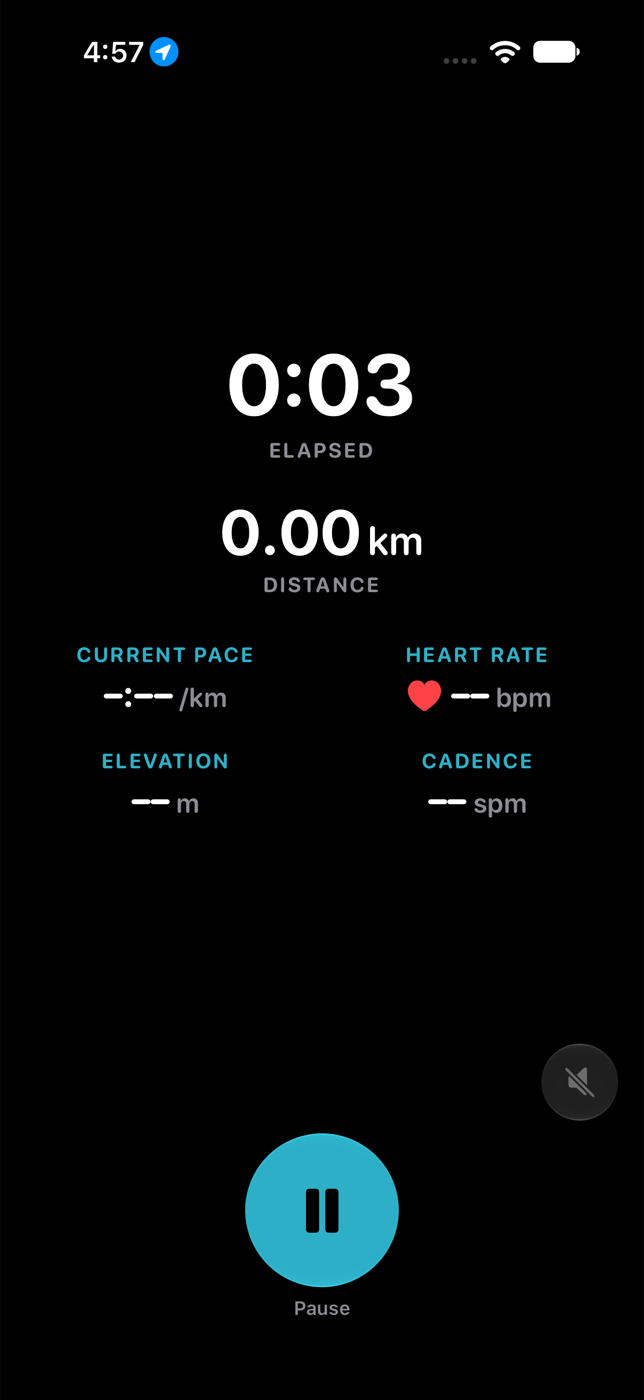 4:57
0:03
ELAPSED
0.00 km
DISTANCE
CURRENT PACE
--:-- /km
HEART RATE
-- bpm
ELEVATION
-- m
CADENCE
-- spm
Pause